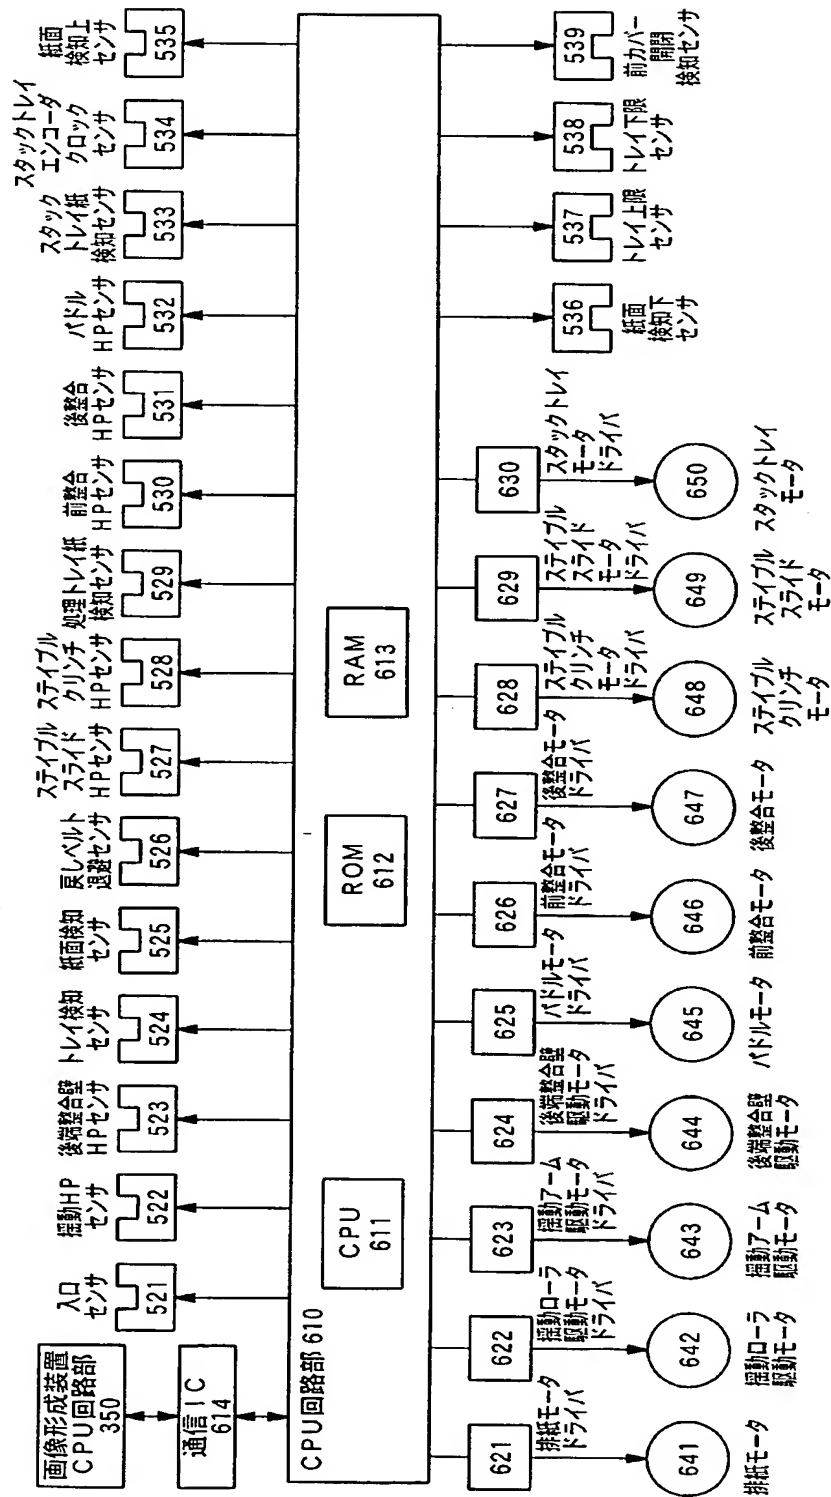 画像形成装置
CPU回路部
350
通信IC
614
入口
センサ
521
揺動HP
センサ
522
後端整合壁
HPセンサ
523
トレイ検知
センサ
524
紙面検知
センサ
525
戻しベルト
退避センサ
526
ステイプル
スライド
HPセンサ
527
ステイプル
クリンチ
HPセンサ
528
処理トレイ紙
検知センサ
529
前整合
HPセンサ
530
後整合
HPセンサ
531
パドル
HPセンサ
532
スタック
トレイ紙
検知センサ
533
スタックトレイ
エンコーダ
クロック
センサ
534
紙面
検知上
センサ
535
CPU回路部 610
CPU
611
ROM
612
RAM
613
621
排紙モータ
ドライバ
622
揺動ローラ
駆動モータ
ドライバ
623
揺動アーム
駆動モータ
ドライバ
624
後端整合壁
駆動モータ
ドライバ
625
パドルモータ
ドライバ
626
前整合モータ
ドライバ
627
後整合モータ
ドライバ
628
ステイプル
クリンチ
モータ
ドライバ
629
ステイプル
スライド
モータ
ドライバ
630
スタックトレイ
モータ
ドライバ
536
紙面
検知下
センサ
537
トレイ上限
センサ
538
トレイ下限
センサ
539
前カバー
開閉
検知センサ
641
排紙モータ
642
揺動ローラ
駆動モータ
643
揺動アーム
駆動モータ
644
後端整合壁
駆動モータ
645
パドルモータ
646
前整合モータ
647
後整合モータ
648
ステイプル
クリンチ
モータ
649
ステイプル
スライド
モータ
650
スタックトレイ
モータ